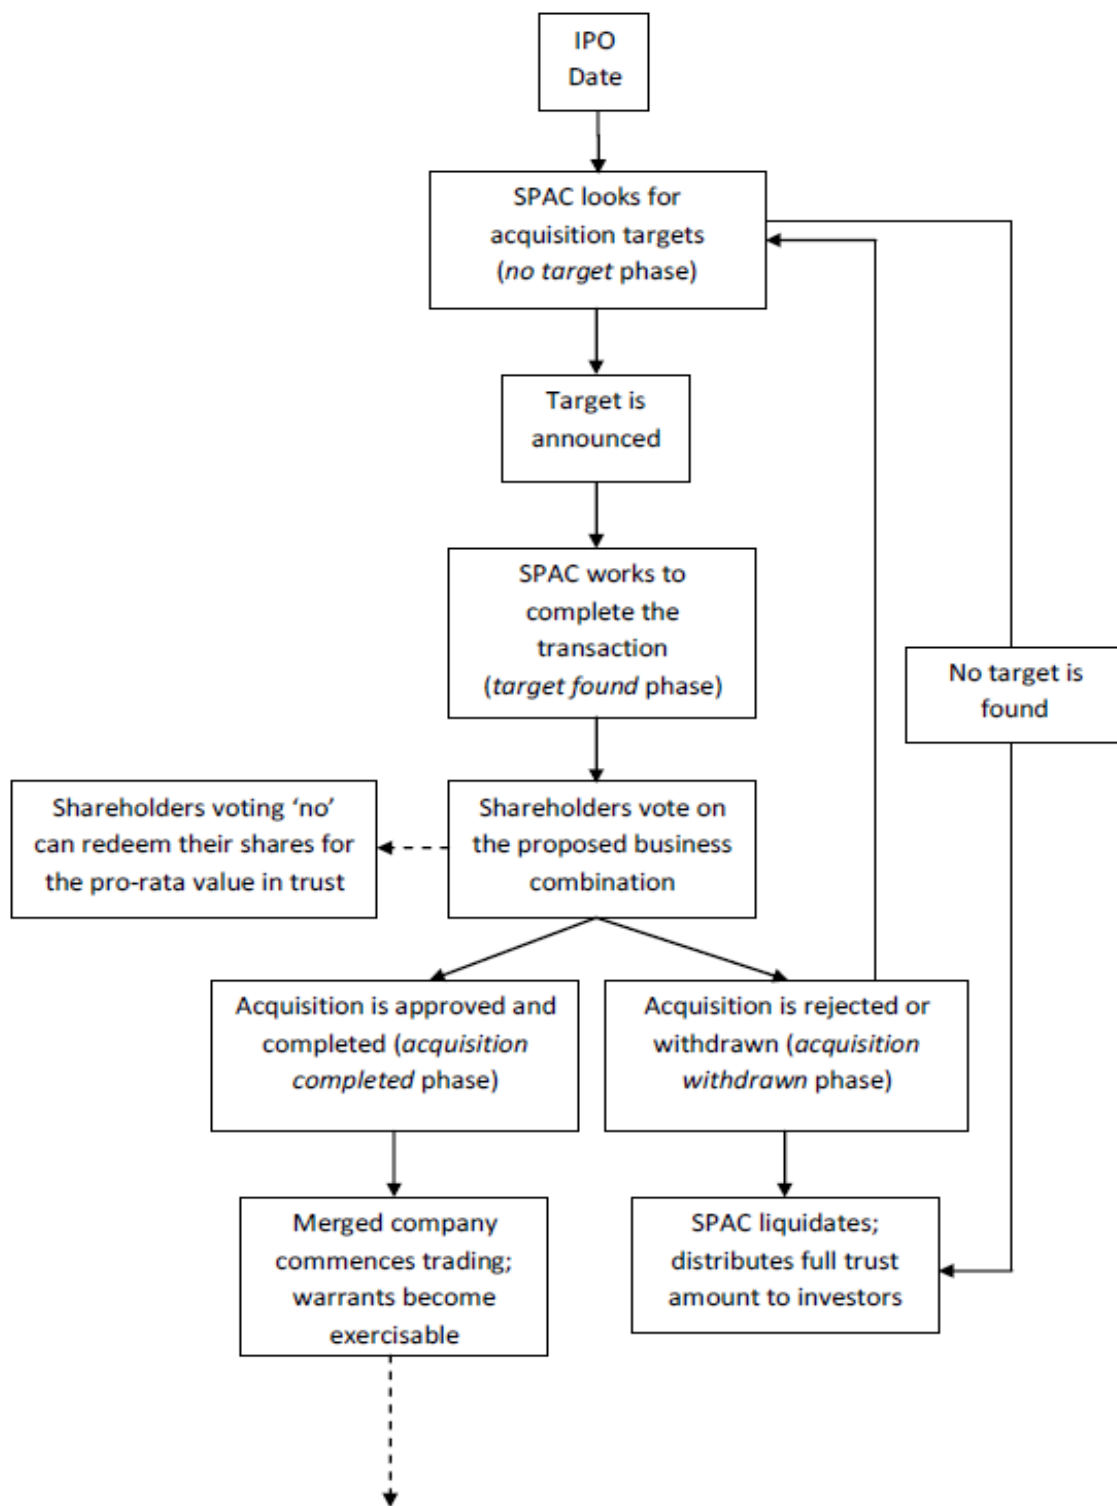 IPO
Date
SPAC looks for
acquisition targets
(no target phase)
Target is
announced
SPAC works to
complete the
transaction
(target found phase)
No target is
found
Shareholders voting ‘no’
can redeem their shares for
the pro-rata value in trust
Shareholders vote on
the proposed business
combination
Acquisition is approved and
completed (acquisition
completed phase)
Acquisition is rejected or
withdrawn (acquisition
withdrawn phase)
Merged company
commences trading;
warrants become
exercisable
SPAC liquidates;
distributes full trust
amount to investors